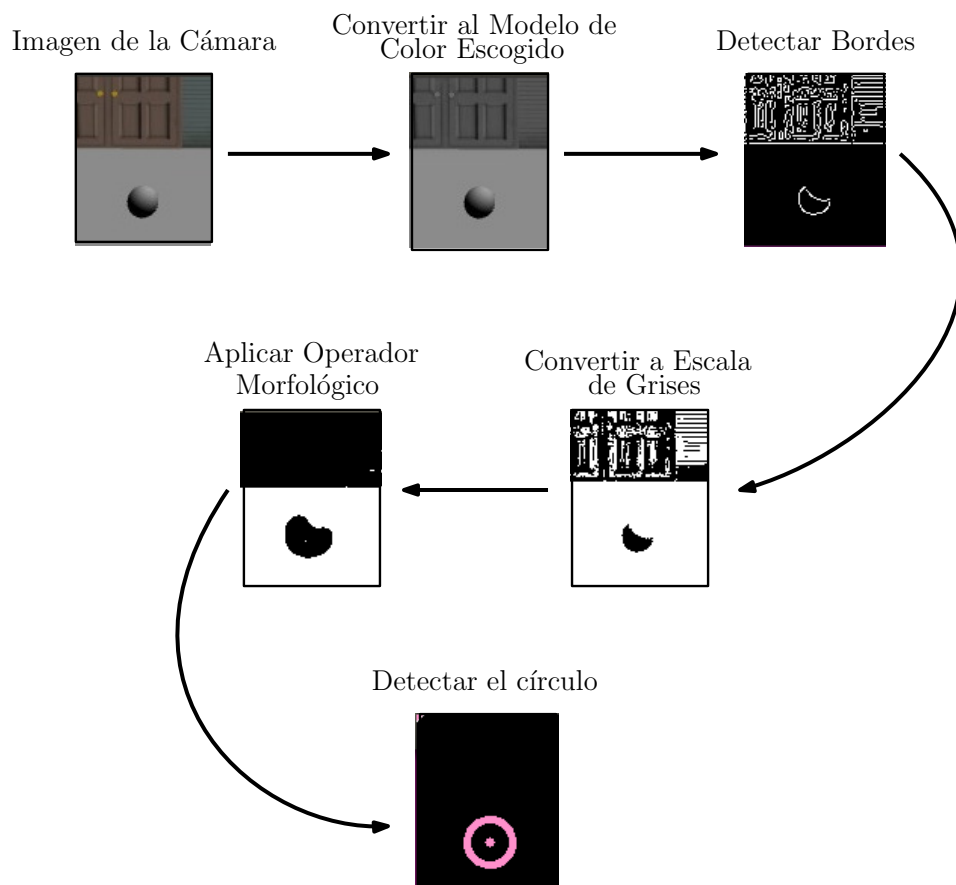 Imagen de la Cámara
Convertir al Modelo de
Color Escogido
Detectar Bordes
Aplicar Operador
Morfológico
Convertir a Escala
de Grises
Detectar el círculo